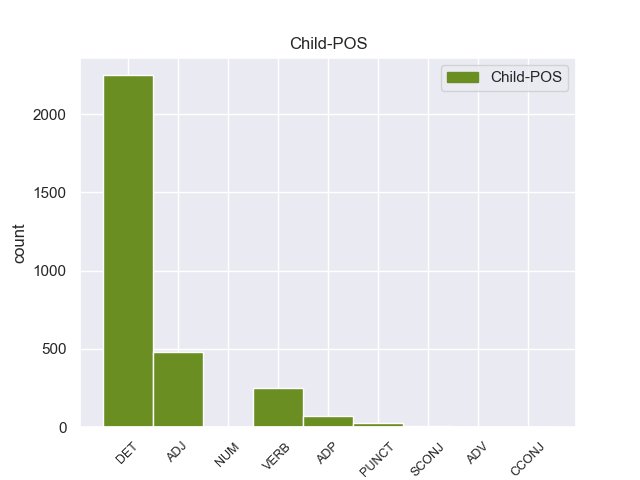 Child-POS
Child-POS
count
2000
1500
1000
500
0
DET
ADJ
NUM
VERB
ADP
PUNCT
SCONJ
ADV
CCONJ